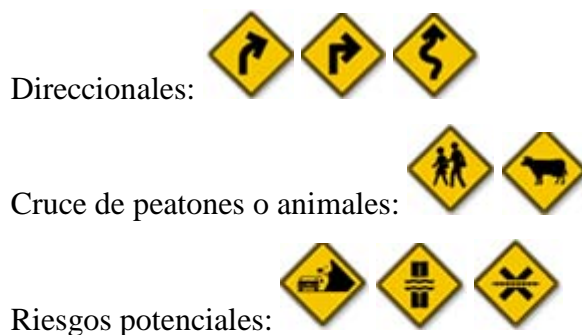 Direccionales:
Cruce de peatones o animales:
Riesgos potenciales: